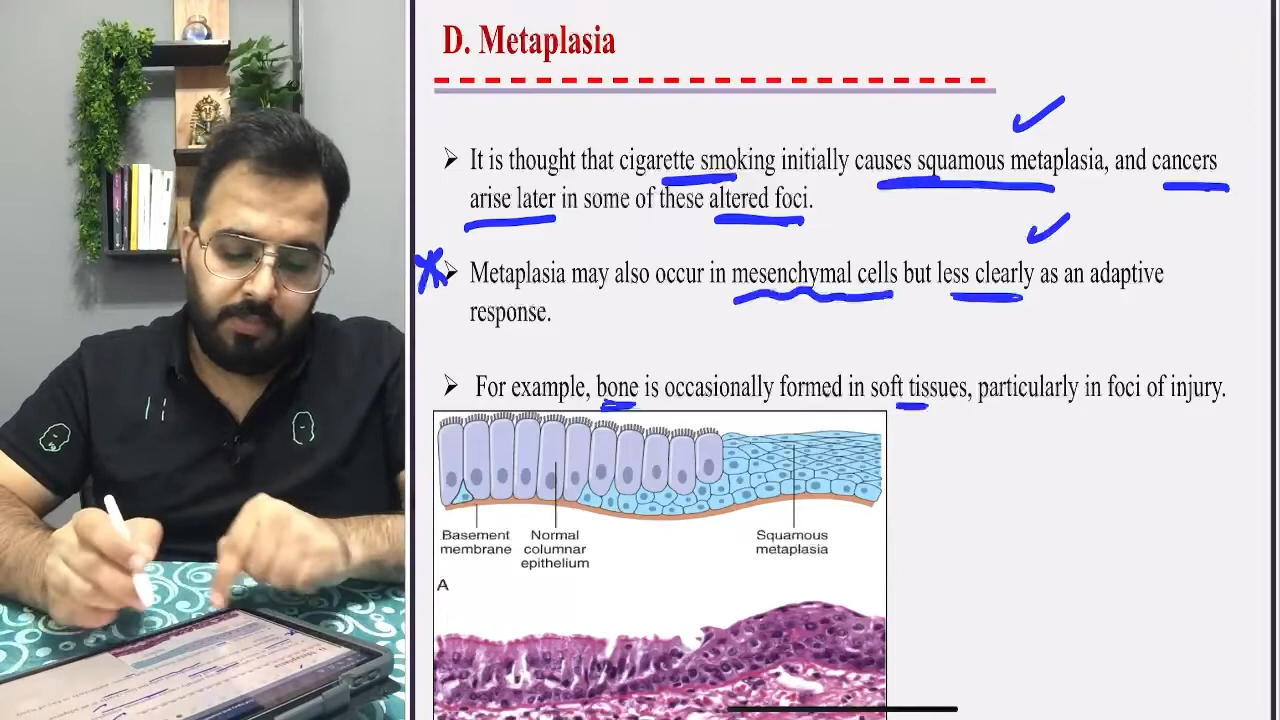 D. Metaplasia
➢ It is thought that cigarette smoking initially causes squamous metaplasia, and cancers
arise later in some of these altered foci.
➢ Metaplasia may also occur in mesenchymal cells but less clearly as an adaptive
response.
➢ For example, bone is occasionally formed in soft tissues, particularly in foci of injury.
Basement
membrane
Normal
columnar
epithelium
Squamous
metaplasia
A